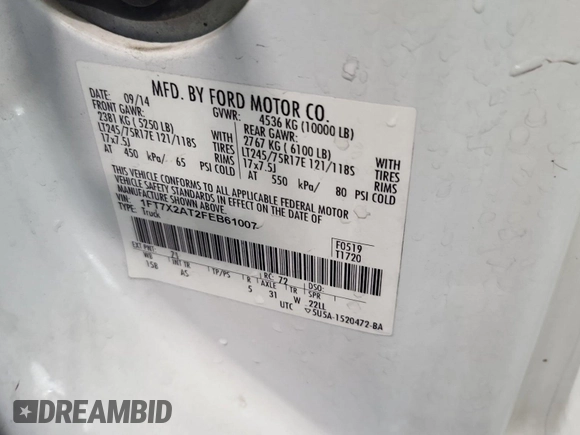 MFD. BY FORD MOTOR CO.
DATE: 09/14 GVWR: 4536 KG (10000 LB)
FRONT GAWR: REAR GAWR:
2381 KG ( 5250 LB) 2767 KG ( 6100 LB)
LT245/75R17E 121/118S TIRES LT245/75R17E 121/118S TIRES
17x7.5J RIMS 17x7.5J RIMS
AT 450 kPa/ 65 PSI COLD AT 550 kPa/ 80 PSI COLD
THIS VEHICLE CONFORMS TO ALL APPLICABLE FEDERAL MOTOR
VEHICLE SAFETY STANDARDS IN EFFECT ON THE DATE OF
MANUFACTURE SHOWN ABOVE.
VIN: 1FT7X2AT2FEB61007
TYPE: Truck
F0519
T1720
EXT PNT: Z1 RC: 72 DSO:
WB INT TR TP/PS R AXLE TR SPR
158 AS 5 31 W 22LL
UTC ▽5U5A-1520472-BA
DREAMBID